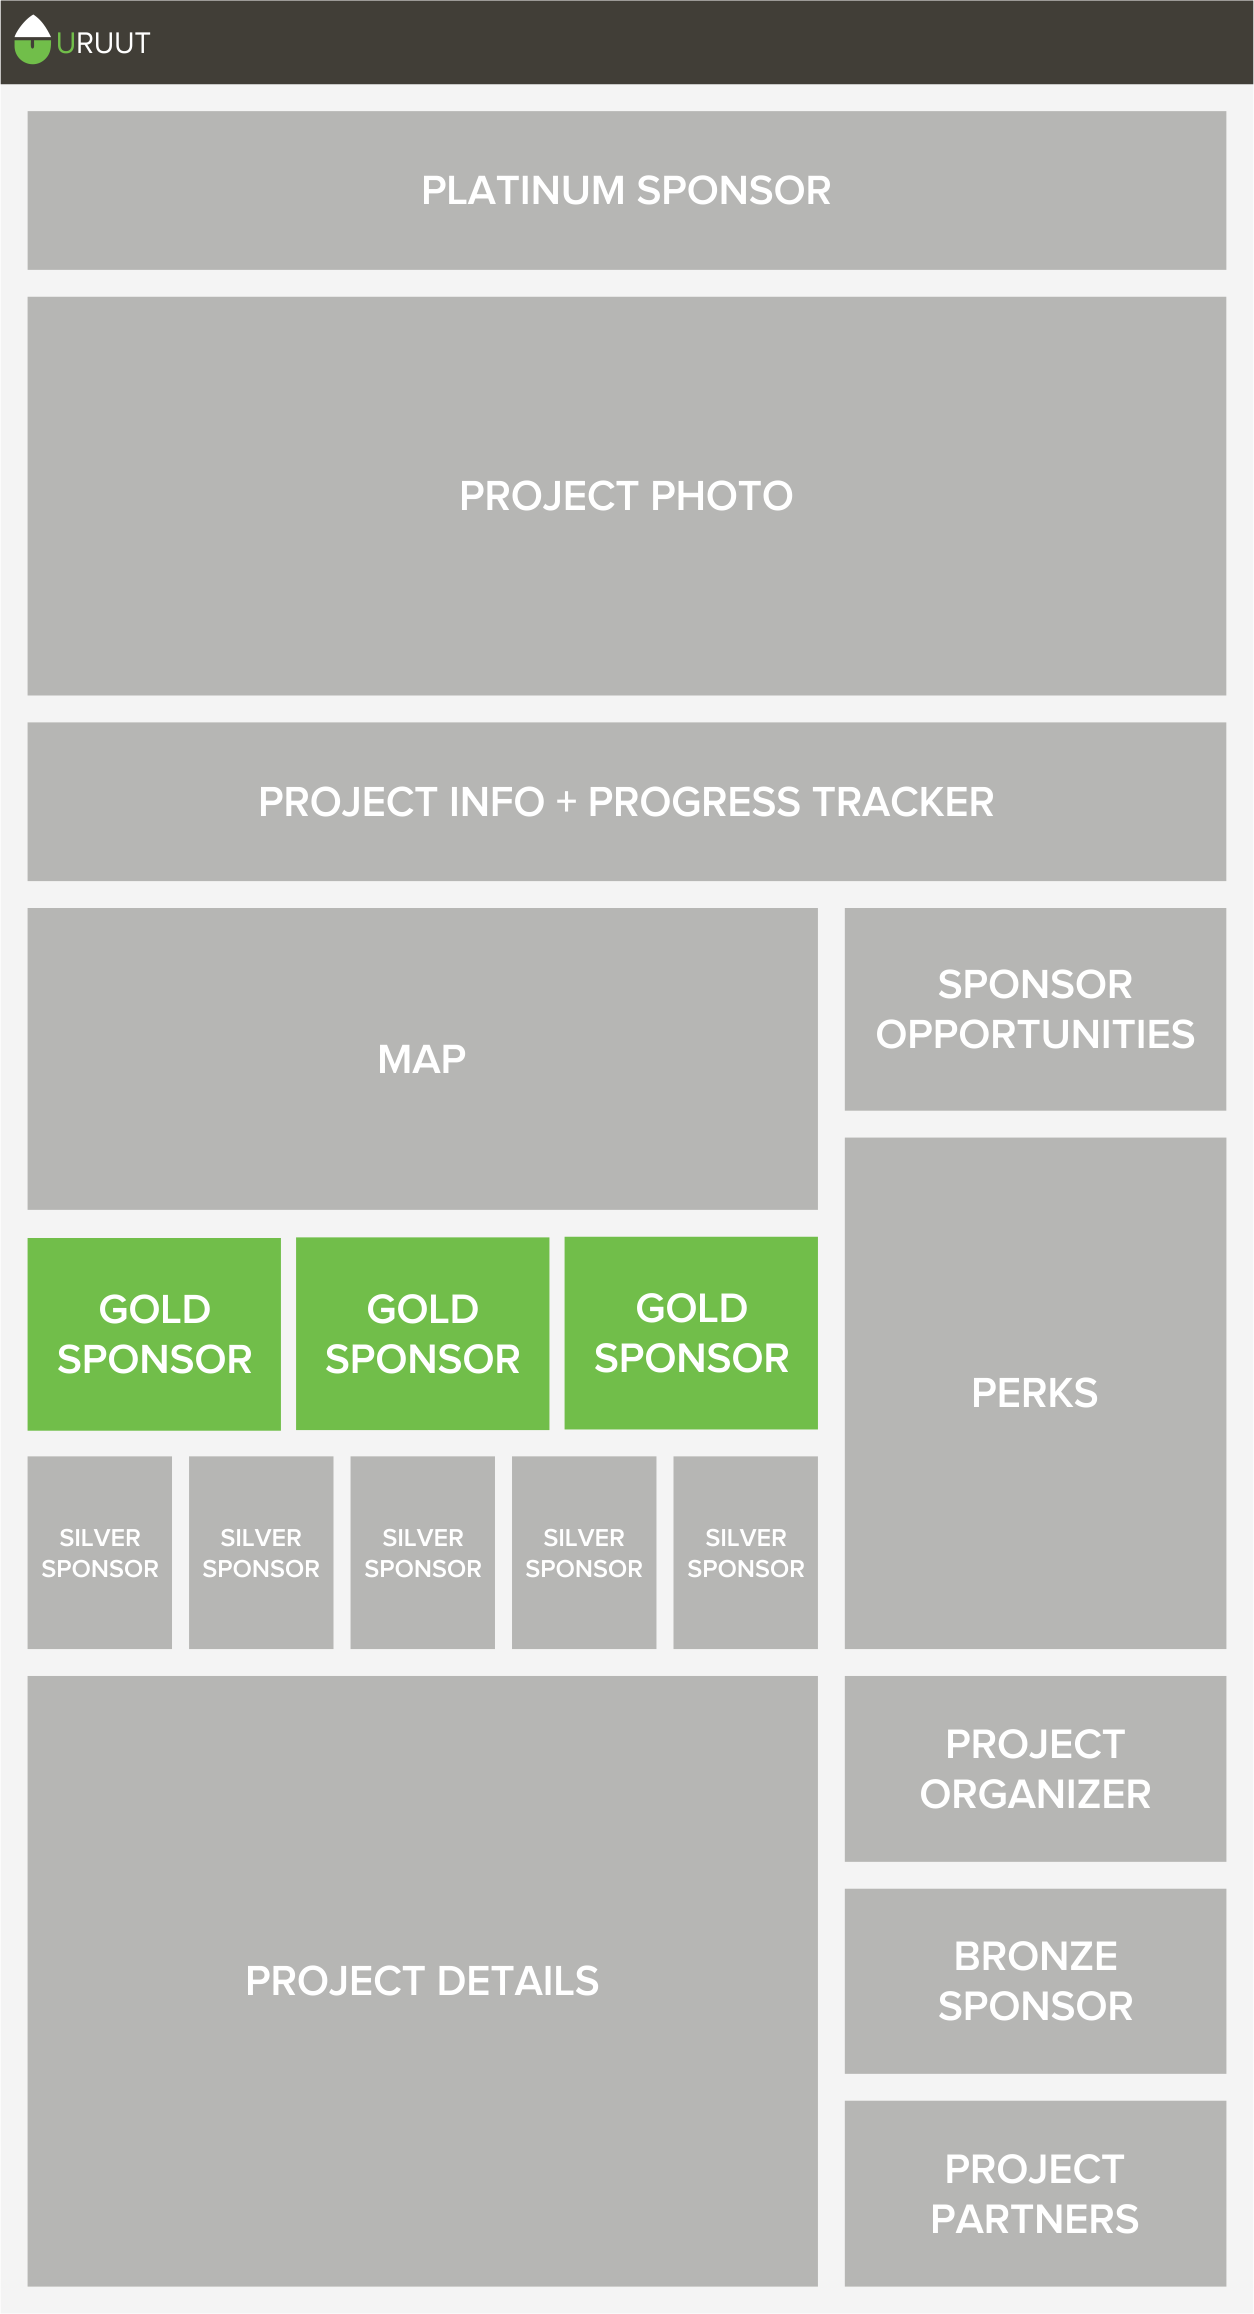 URUUT
PLATINUM SPONSOR
PROJECT PHOTO
PROJECT INFO + PROGRESS TRACKER
MAP
SPONSOR
OPPORTUNITIES
GOLD
SPONSOR
GOLD
SPONSOR
GOLD
SPONSOR
PERKS
SILVER
SPONSOR
SILVER
SPONSOR
SILVER
SPONSOR
SILVER
SPONSOR
SILVER
SPONSOR
PROJECT DETAILS
PROJECT
ORGANIZER
BRONZE
SPONSOR
PROJECT
PARTNERS